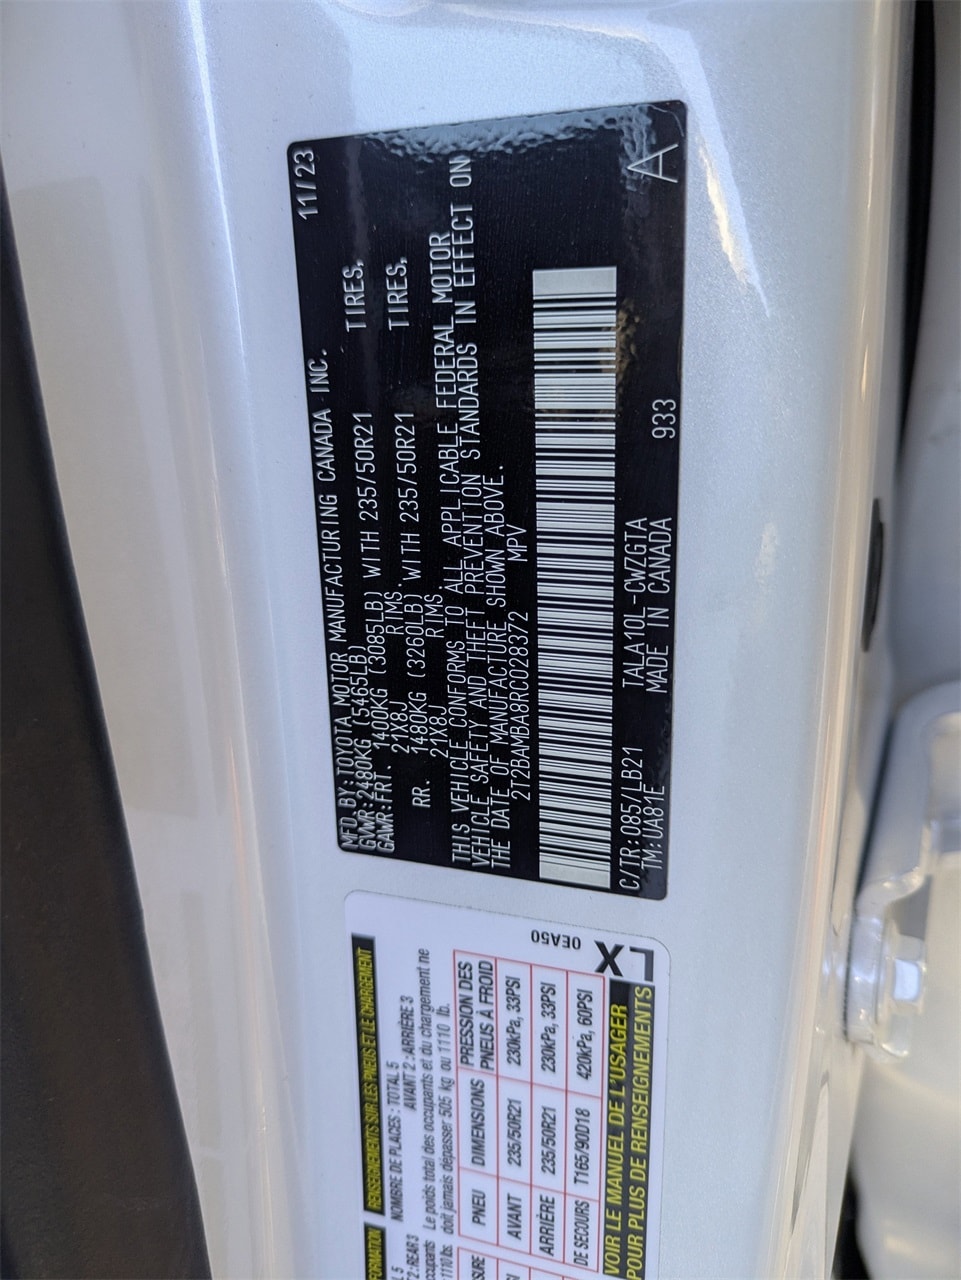 MFD. BY: TOYOTA MOTOR MANUFACTURING CANADA INC. 11/23
GVWR: 2480KG (5465LB)
GAWR: FRT. 1400KG (3085LB) WITH 235/50R21 TIRES,
21X8J RIMS.
RR. 1480KG (3260LB) WITH 235/50R21 TIRES,
21X8J RIMS
THIS VEHICLE CONFORMS TO ALL APPLICABLE FEDERAL MOTOR
VEHICLE SAFETY AND THEFT PREVENTION STANDARDS IN EFFECT ON
THE DATE OF MANUFACTURE SHOWN ABOVE.
2T2BAMBA8RC028372 MPV
C/TR: 085/LB21 TALA10L-CWZGTA 933 A
TM: UA81E MADE IN CANADA
RENSEIGNEMENTS SUR LES PNEUS ET LE CHARGEMENT
NOMBRE DE PLACES : TOTAL 5
AVANT 2 : ARRIÈRE 3
Le poids total des occupants et du chargement ne
doit jamais dépasser 505 kg ou 1110 lb.
PNEU DIMENSIONS PRESSION DES PNEUS À FROID
AVANT 235/50R21 230kPa, 33PSI
ARRIÈRE 235/50R21 230kPa, 33PSI
DE SECOURS T165/90D18 420kPa, 60PSI
VOIR LE MANUEL DE L'USAGER
POUR PLUS DE RENSEIGNEMENTS
0EA50
LX